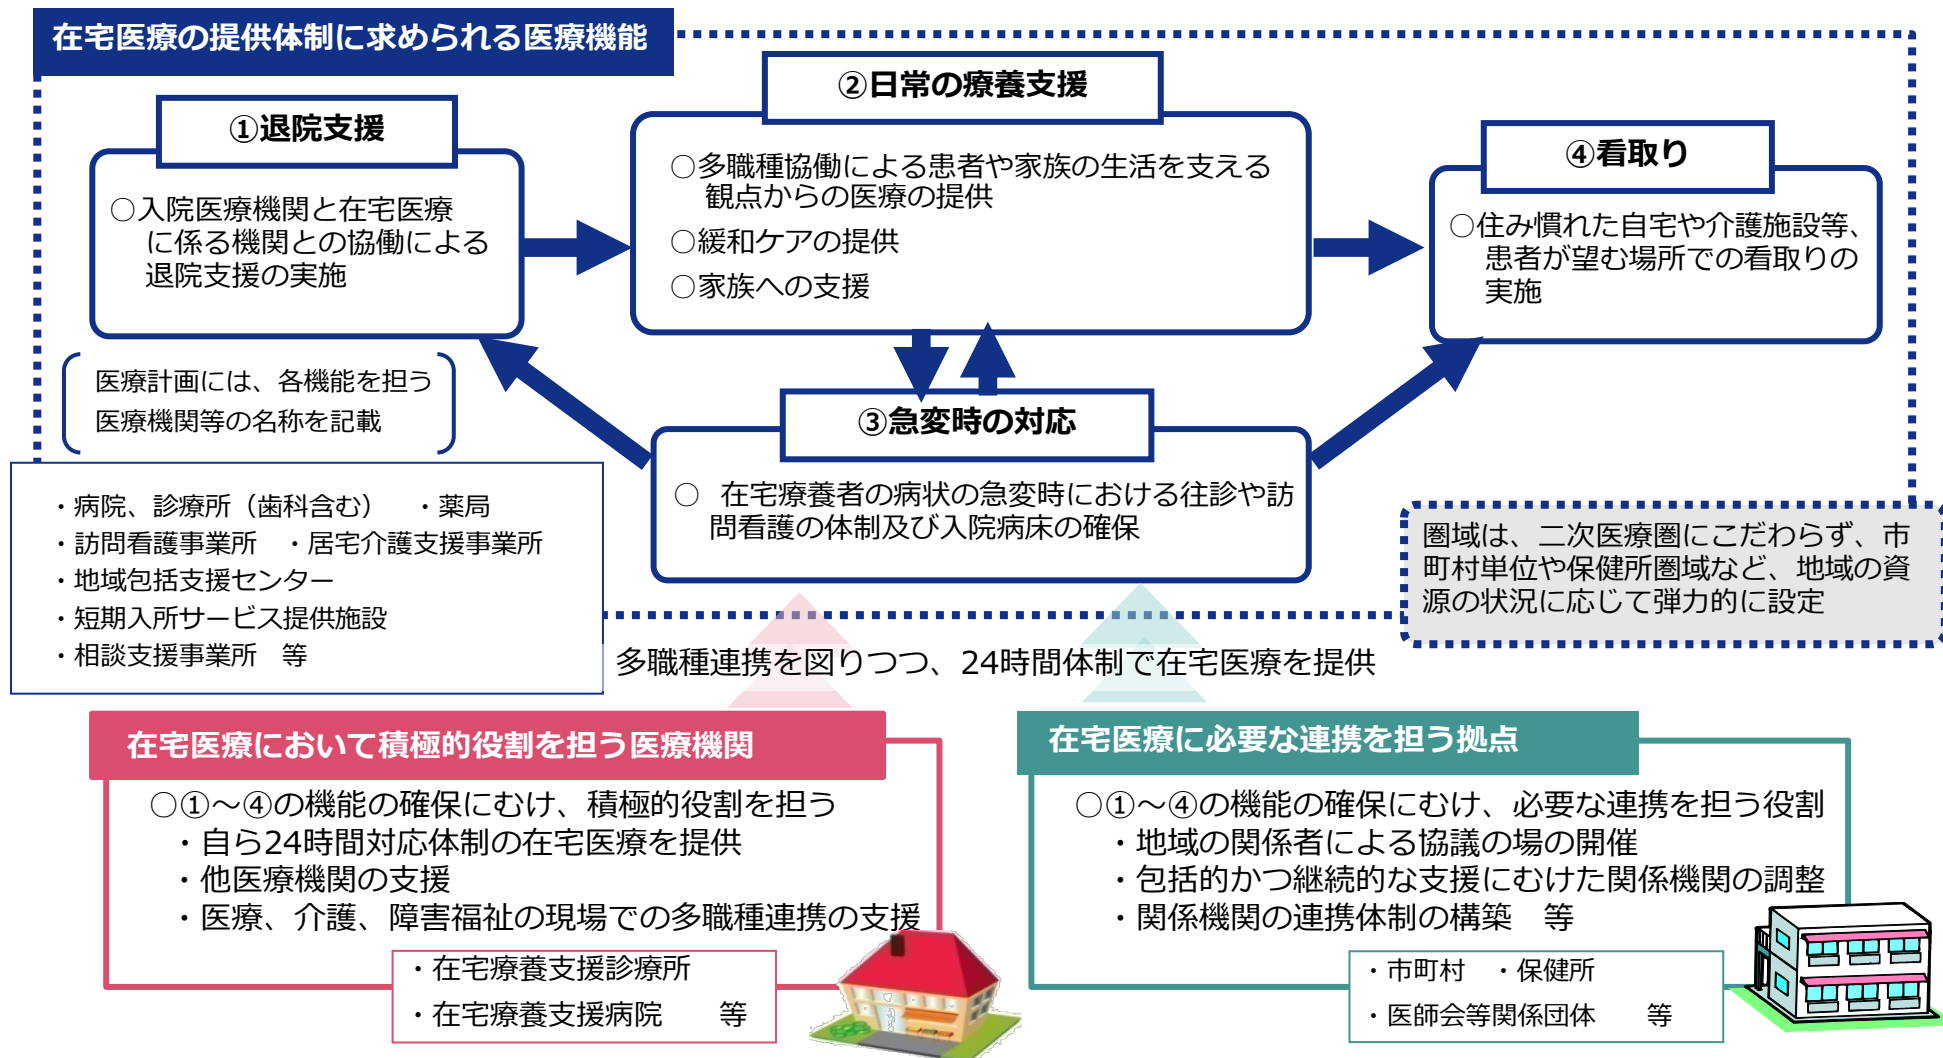 在宅医療の提供体制に求められる医療機能
①退院支援
○入院医療機関と在宅医療
に係る機関との協働による
退院支援の実施
②日常の療養支援
○多職種協働による患者や家族の生活を支える
観点からの医療の提供
○緩和ケアの提供
○家族への支援
④看取り
○住み慣れた自宅や介護施設等、
患者が望む場所での看取りの
実施
医療計画には、各機能を担う
医療機関等の名称を記載
③急変時の対応
○ 在宅療養者の病状の急変時における往診や訪
問看護の体制及び入院病床の確保
・病院、診療所（歯科含む） ・薬局
・訪問看護事業所 ・居宅介護支援事業所
・地域包括支援センター
・短期入所サービス提供施設
・相談支援事業所 等
圏域は、二次医療圏にこだわらず、市
町村単位や保健所圏域など、地域の資
源の状況に応じて弾力的に設定
多職種連携を図りつつ、24時間体制で在宅医療を提供
在宅医療において積極的役割を担う医療機関
○①～④の機能の確保にむけ、積極的役割を担う
・自ら24時間対応体制の在宅医療を提供
・他医療機関の支援
・医療、介護、障害福祉の現場での多職種連携の支援
・在宅療養支援診療所
・在宅療養支援病院 等
在宅医療に必要な連携を担う拠点
○①～④の機能の確保にむけ、必要な連携を担う役割
・地域の関係者による協議の場の開催
・包括的かつ継続的な支援にむけた関係機関の調整
・関係機関の連携体制の構築 等
・市町村 ・保健所
・医師会等関係団体 等